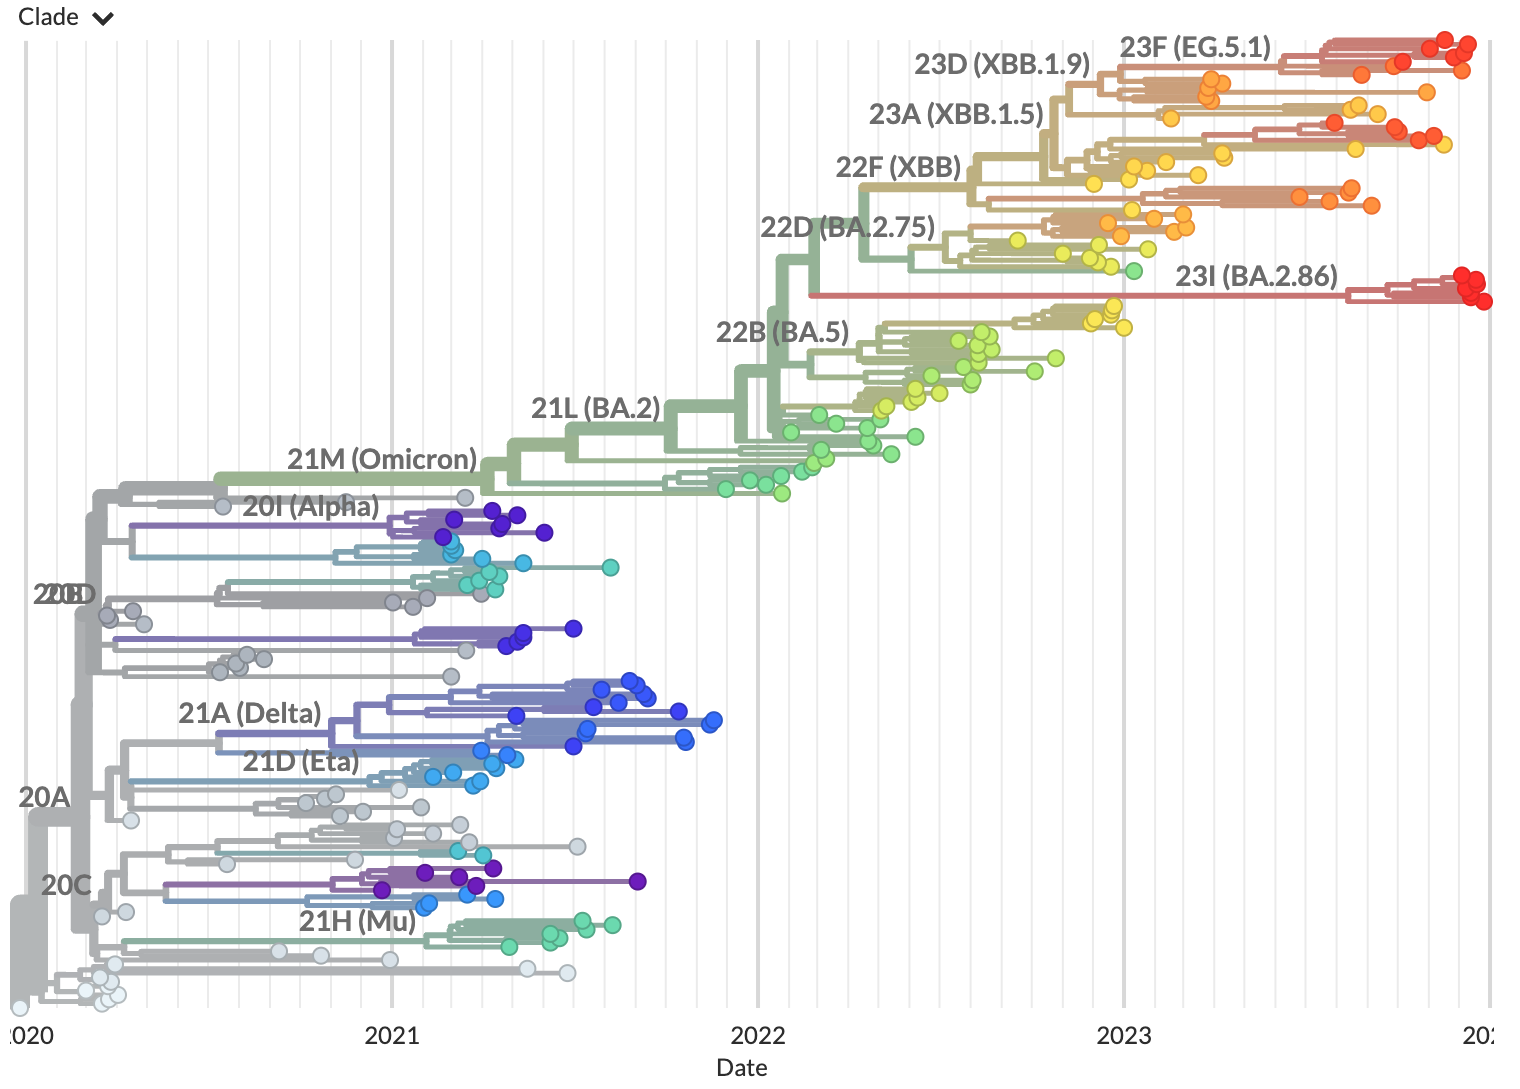 Clade
23F (EG.5.1)
23D (XBB.1.9)
23A (XBB.1.5)
22F (XBB)
22D (BA.2.75)
23I (BA.2.86)
22B (BA.5)
21L (BA.2)
21M (Omicron)
20I (Alpha)
21A (Delta)
21D (Eta)
20A
20C
21H (Mu)
2020 2021 2022 2023
Date